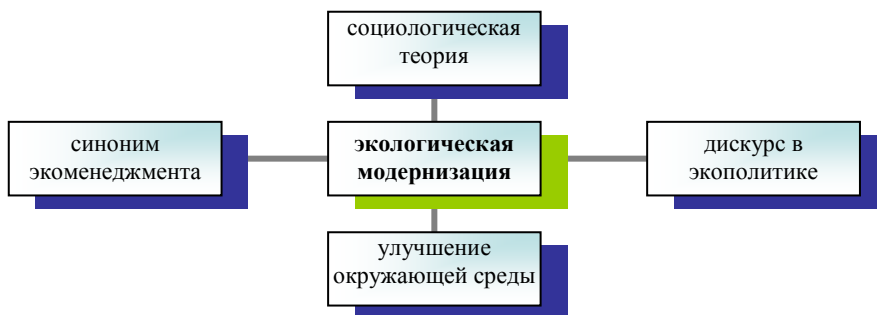 социологическая
теория
синоним
экоменеджмента
экологическая
модернизация
дискурс в
экополитике
улучшение
окружающей среды